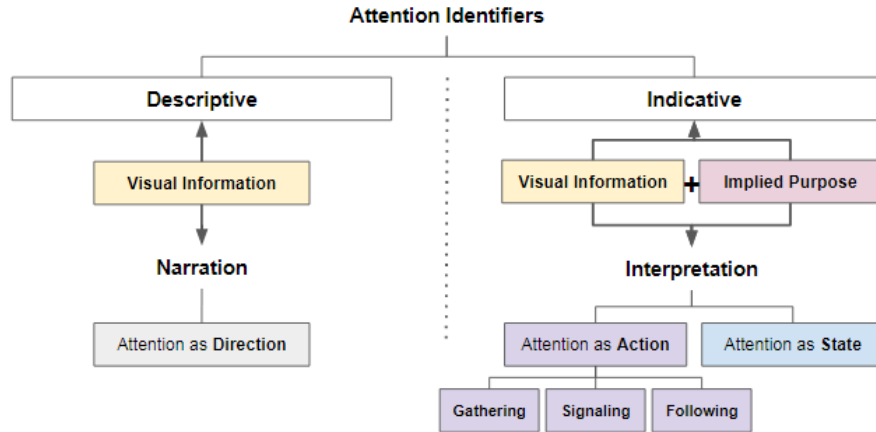 Attention Identifiers
Descriptive
Indicative
Visual Information
Visual Information + Implied Purpose
Narration
Interpretation
Attention as Direction
Attention as Action
Attention as State
Gathering
Signaling
Following